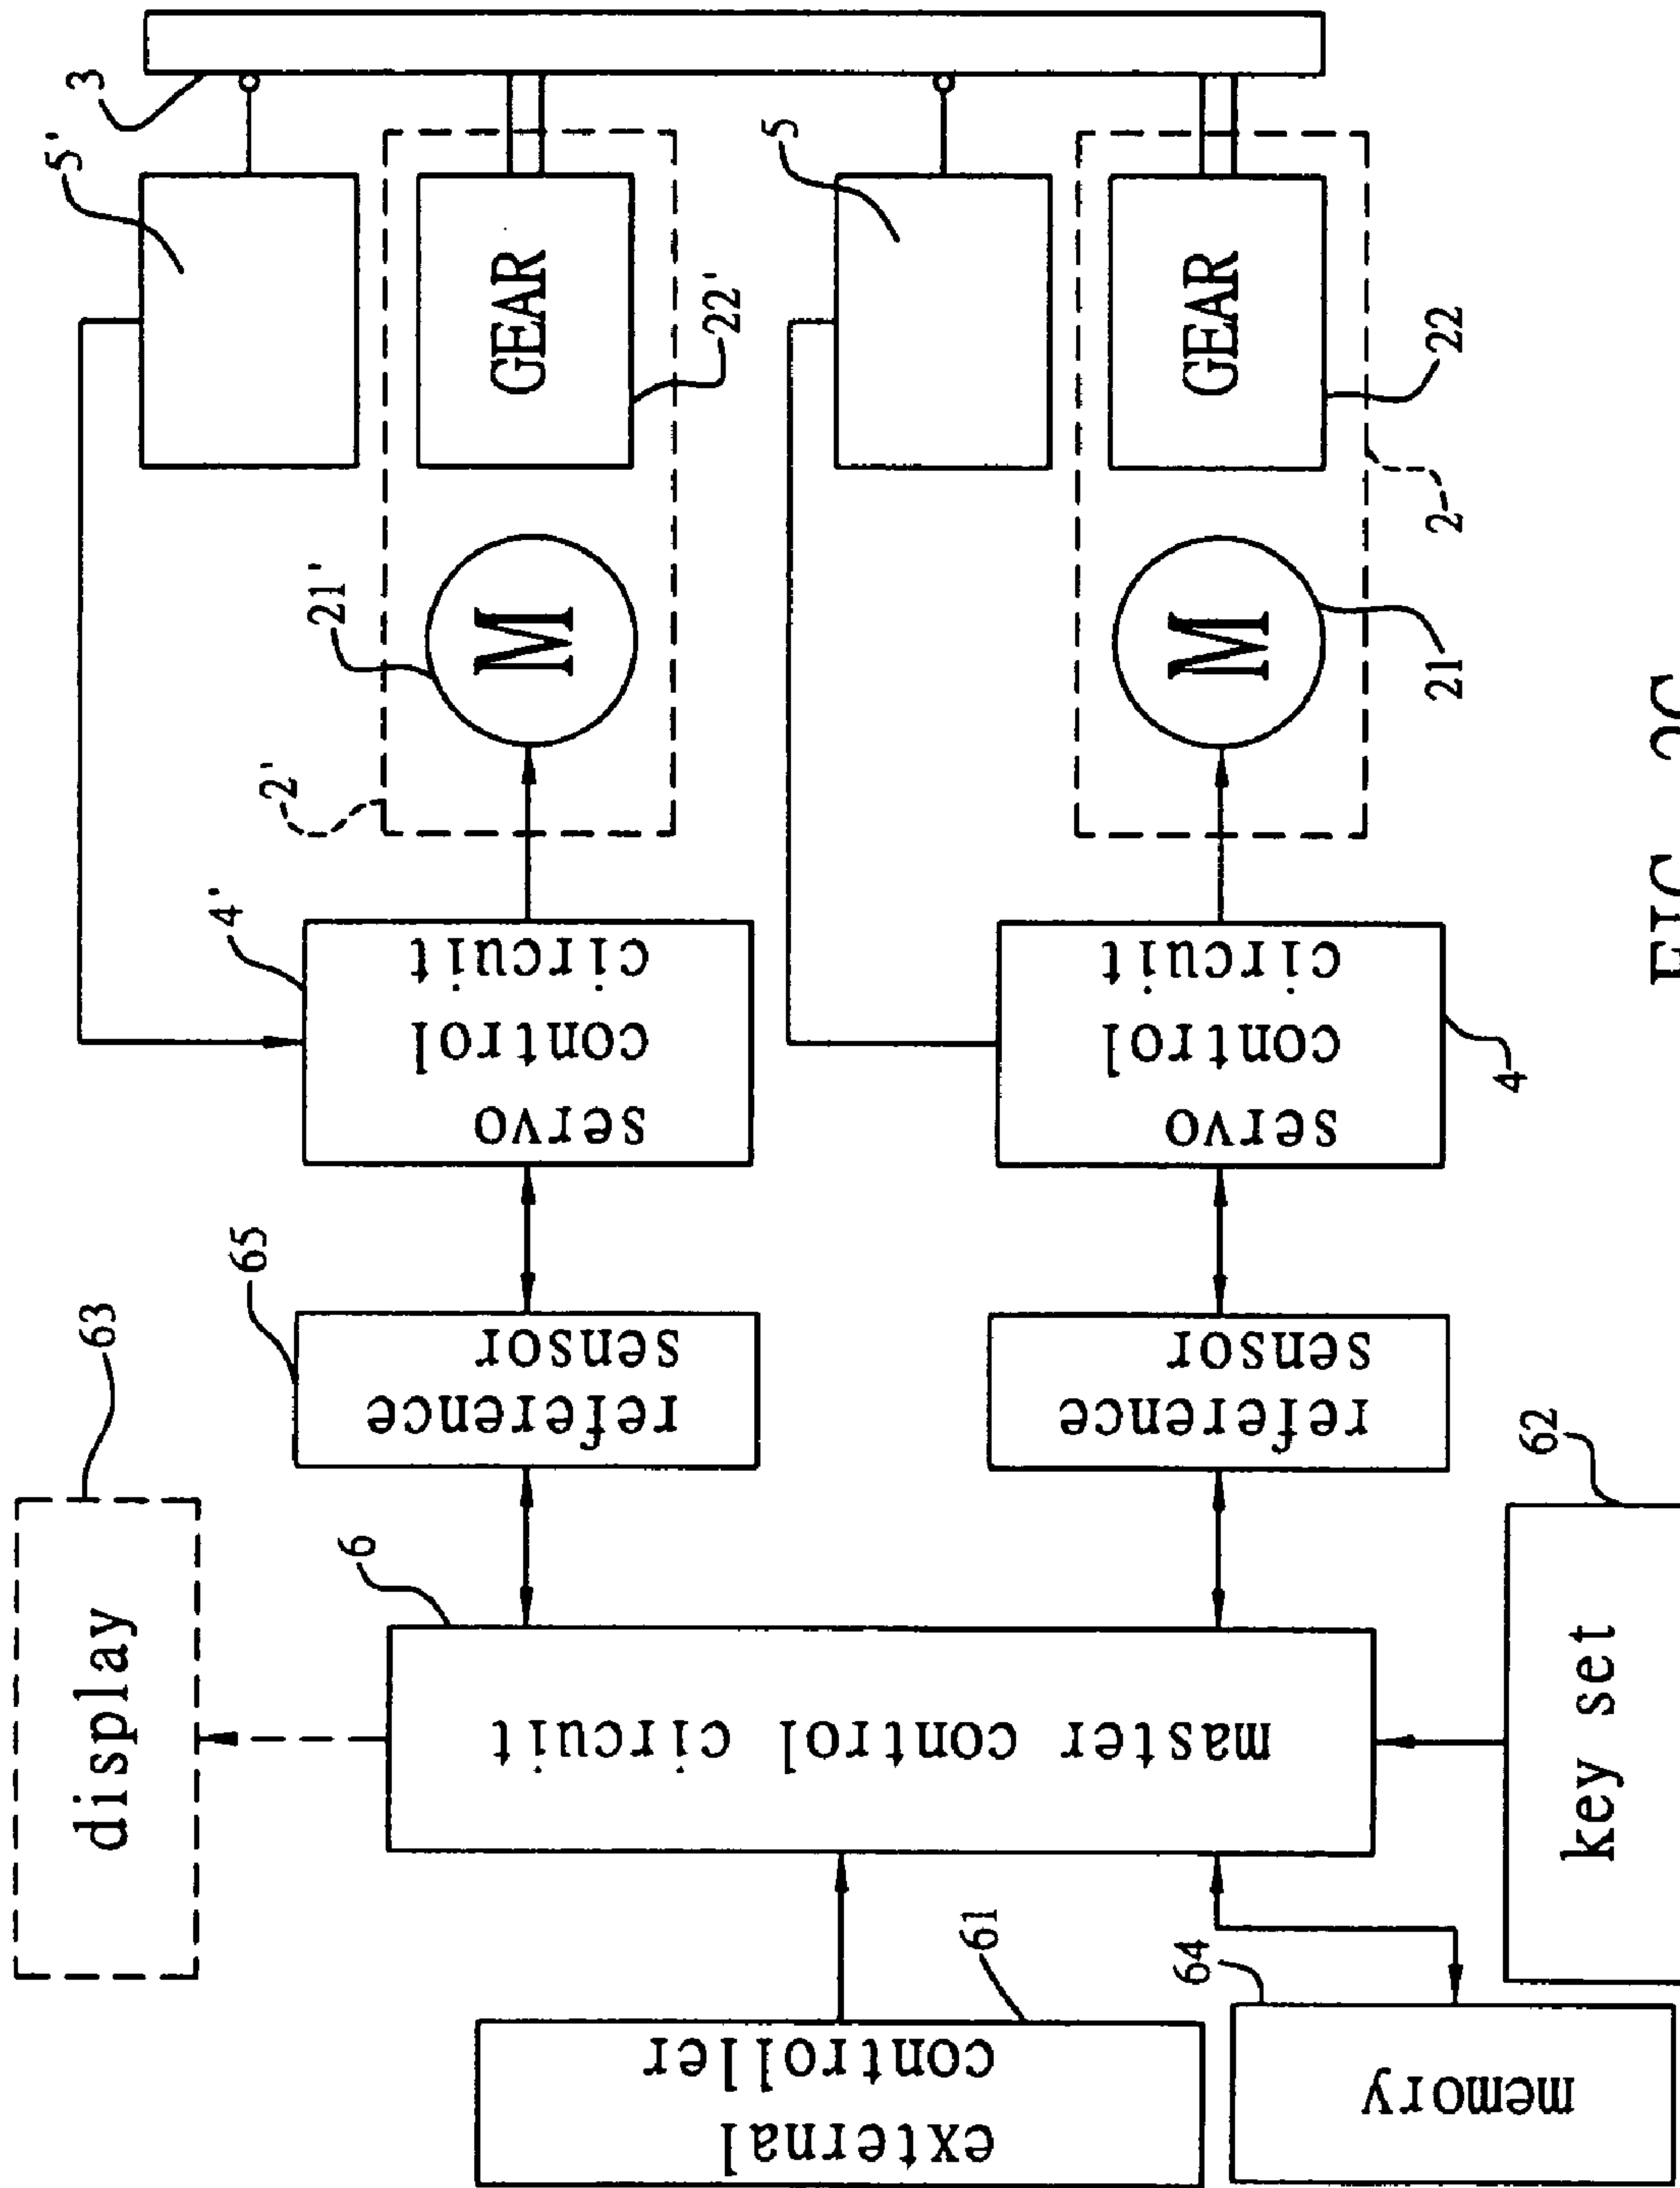 display
63
6
master control circuit
external
controller
61
64
memory
key set
62
65
reference
sensor
reference
sensor
4'
servo
control
circuit
servo
control
circuit
4
2'
21'
M
GEAR
22'
5'
3
5
M
21
GEAR
22
2